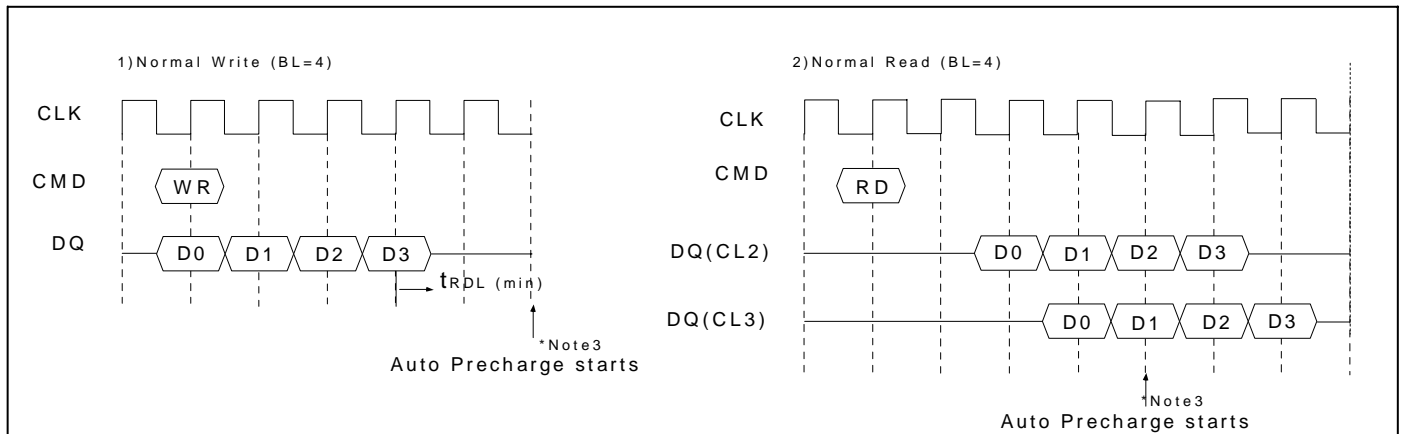 1)Normal Write (BL=4)
CLK
CMD
WR
DQ
D0 D1 D2 D3
tRDL (min)
*Note3
Auto Precharge starts
2)Normal Read (BL=4)
CLK
CMD
RD
DQ(CL2)
D0 D1 D2 D3
DQ(CL3)
D0 D1 D2 D3
*Note3
Auto Precharge starts